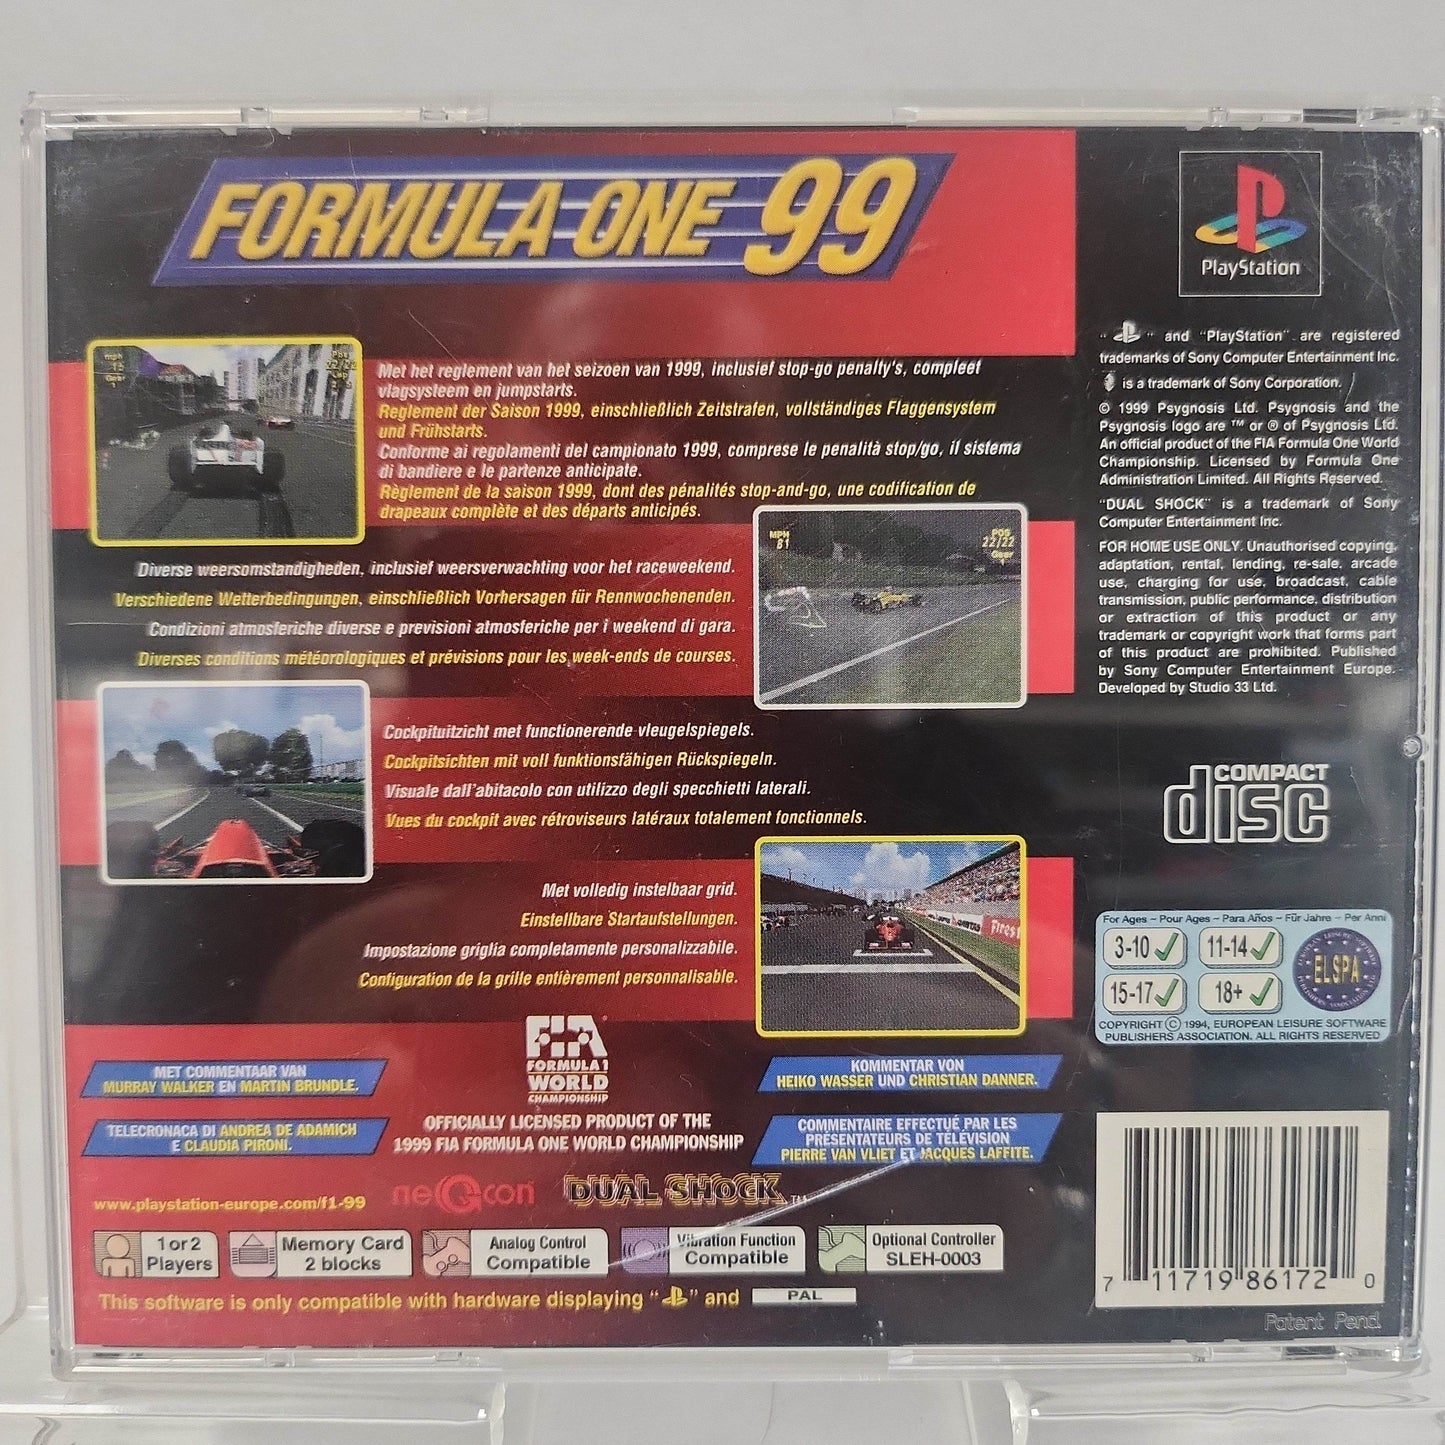 FORMULA ONE 99
PlayStation
" " and "PlayStation" are registered
trademarks of Sony Computer Entertainment Inc.
is a trademark of Sony Corporation.
© 1999 Psygnosis Ltd. Psygnosis and the
Psygnosis logo are ™ or ® of Psygnosis Ltd.
An official product of the FIA Formula One World
Championship. Licensed by Formula One
Administration Limited. All Rights Reserved.
"DUAL SHOCK" is a trademark of Sony
Computer Entertainment Inc.
FOR HOME USE ONLY. Unauthorised copying,
adaptation, rental, lending, re-sale, arcade
use, charging for use, broadcast, cable
transmission, public performance, distribution
or extraction of this product or any
trademark or copyright work that forms part
of this product are prohibited. Published
by Sony Computer Entertainment Europe.
Developed by Studio 33 Ltd.
Met het reglement van het seizoen van 1999, inclusief stop-go penalty's, compleet
vlagsysteem en jumpstarts.
Reglement der Saison 1999, einschließlich Zeitstrafen, vollständiges Flaggensystem
und Frühstarts.
Conforme ai regolamenti del campionato 1999, comprese le penalità stop/go, il sistema
di bandiere e le partenze anticipate.
Règlement de la saison 1999, dont des pénalités stop-and-go, une codification de
drapeaux complète et des départs anticipés.
mph
Gear
Pos
22/22
Lap
MPH
81
POS
22/22
Gear
1
Diverse weersomstandigheden, inclusief weersverwachting voor het raceweekend.
Verschiedene Wetterbedingungen, einschließlich Vorhersagen für Rennwochenenden.
Condizioni atmosferiche diverse e previsioni atmosferiche per i weekend di gara.
Diverses conditions météorologiques et prévisions pour les week-ends de courses.
Cockpituitzicht met functionerende vleugelspiegels.
Cockpitsichten mit voll funktionsfähigen Rückspiegeln.
Visuale dall'abitacolo con utilizzo degli specchietti laterali.
Vues du cockpit avec rétroviseurs latéraux totalement fonctionnels.
Met volledig instelbaar grid.
Einstellbare Startaufstellungen.
Impostazione griglia completamente personalizzabile.
Configuration de la grille entièrement personnalisable.
COMPACT
disc
For Ages ~ Pour Ages ~ Para Años ~ Für Jahre ~ Per Anni
3-10 11-14
15-17 18+
ELSPA
COPYRIGHT © 1994, EUROPEAN LEISURE SOFTWARE
PUBLISHERS ASSOCIATION. ALL RIGHTS RESERVED
FIA
FORMULA 1
WORLD
CHAMPIONSHIP
OFFICIALLY LICENSED PRODUCT OF THE
1999 FIA FORMULA ONE WORLD CHAMPIONSHIP
MET COMMENTAAR VAN
MURRAY WALKER EN MARTIN BRUNDLE.
KOMMENTAR VON
HEIKO WASSER UND CHRISTIAN DANNER.
TELECRONACA DI ANDREA DE ADAMICH
E CLAUDIA PIRONI.
COMMENTAIRE EFFECTUÉ PAR LES
PRÉSENTATEURS DE TÉLÉVISION
PIERRE VAN VLIET ET JACQUES LAFFITE.
www.playstation-europe.com/f1-99
neGcon
DUAL SHOCK™
1 or 2
Players
Memory Card
2 blocks
Analog Control
Compatible
Vibration Function
Compatible
Optional Controller
SLEH-0003
This software is only compatible with hardware displaying " " and PAL
7 11719 86172 0
Patent Pend.